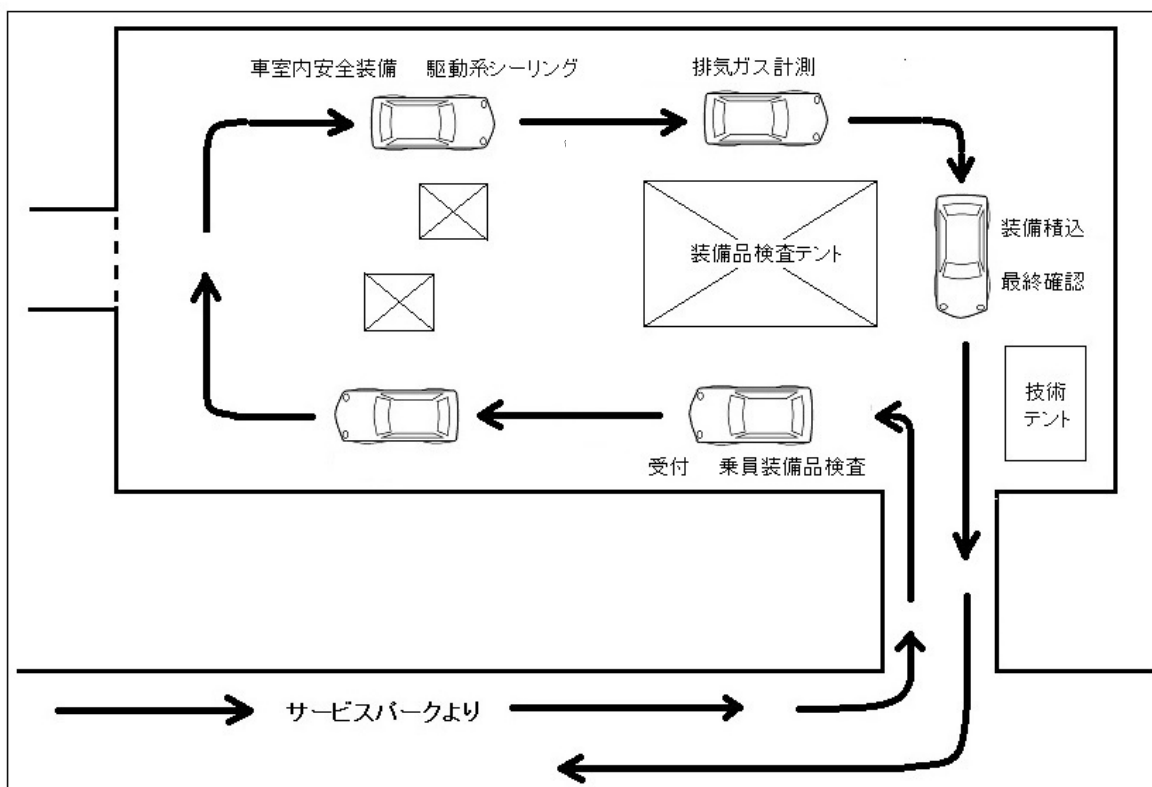 車室内安全装備　駆動系シーリング
排気ガス計測
装備品検査テント
装備積込
最終確認
技術
テント
受付　乗員装備品検査
サービスパークより